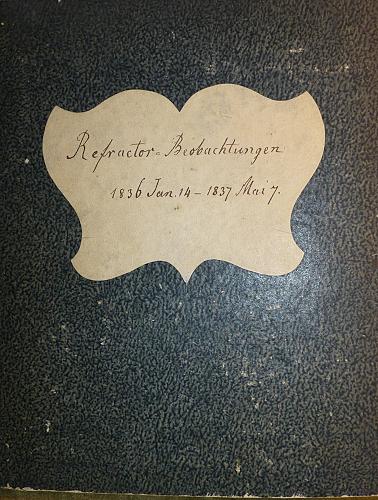 Refractor=Beobachtungen
1836 Jan. 14 – 1837 Mai 7.